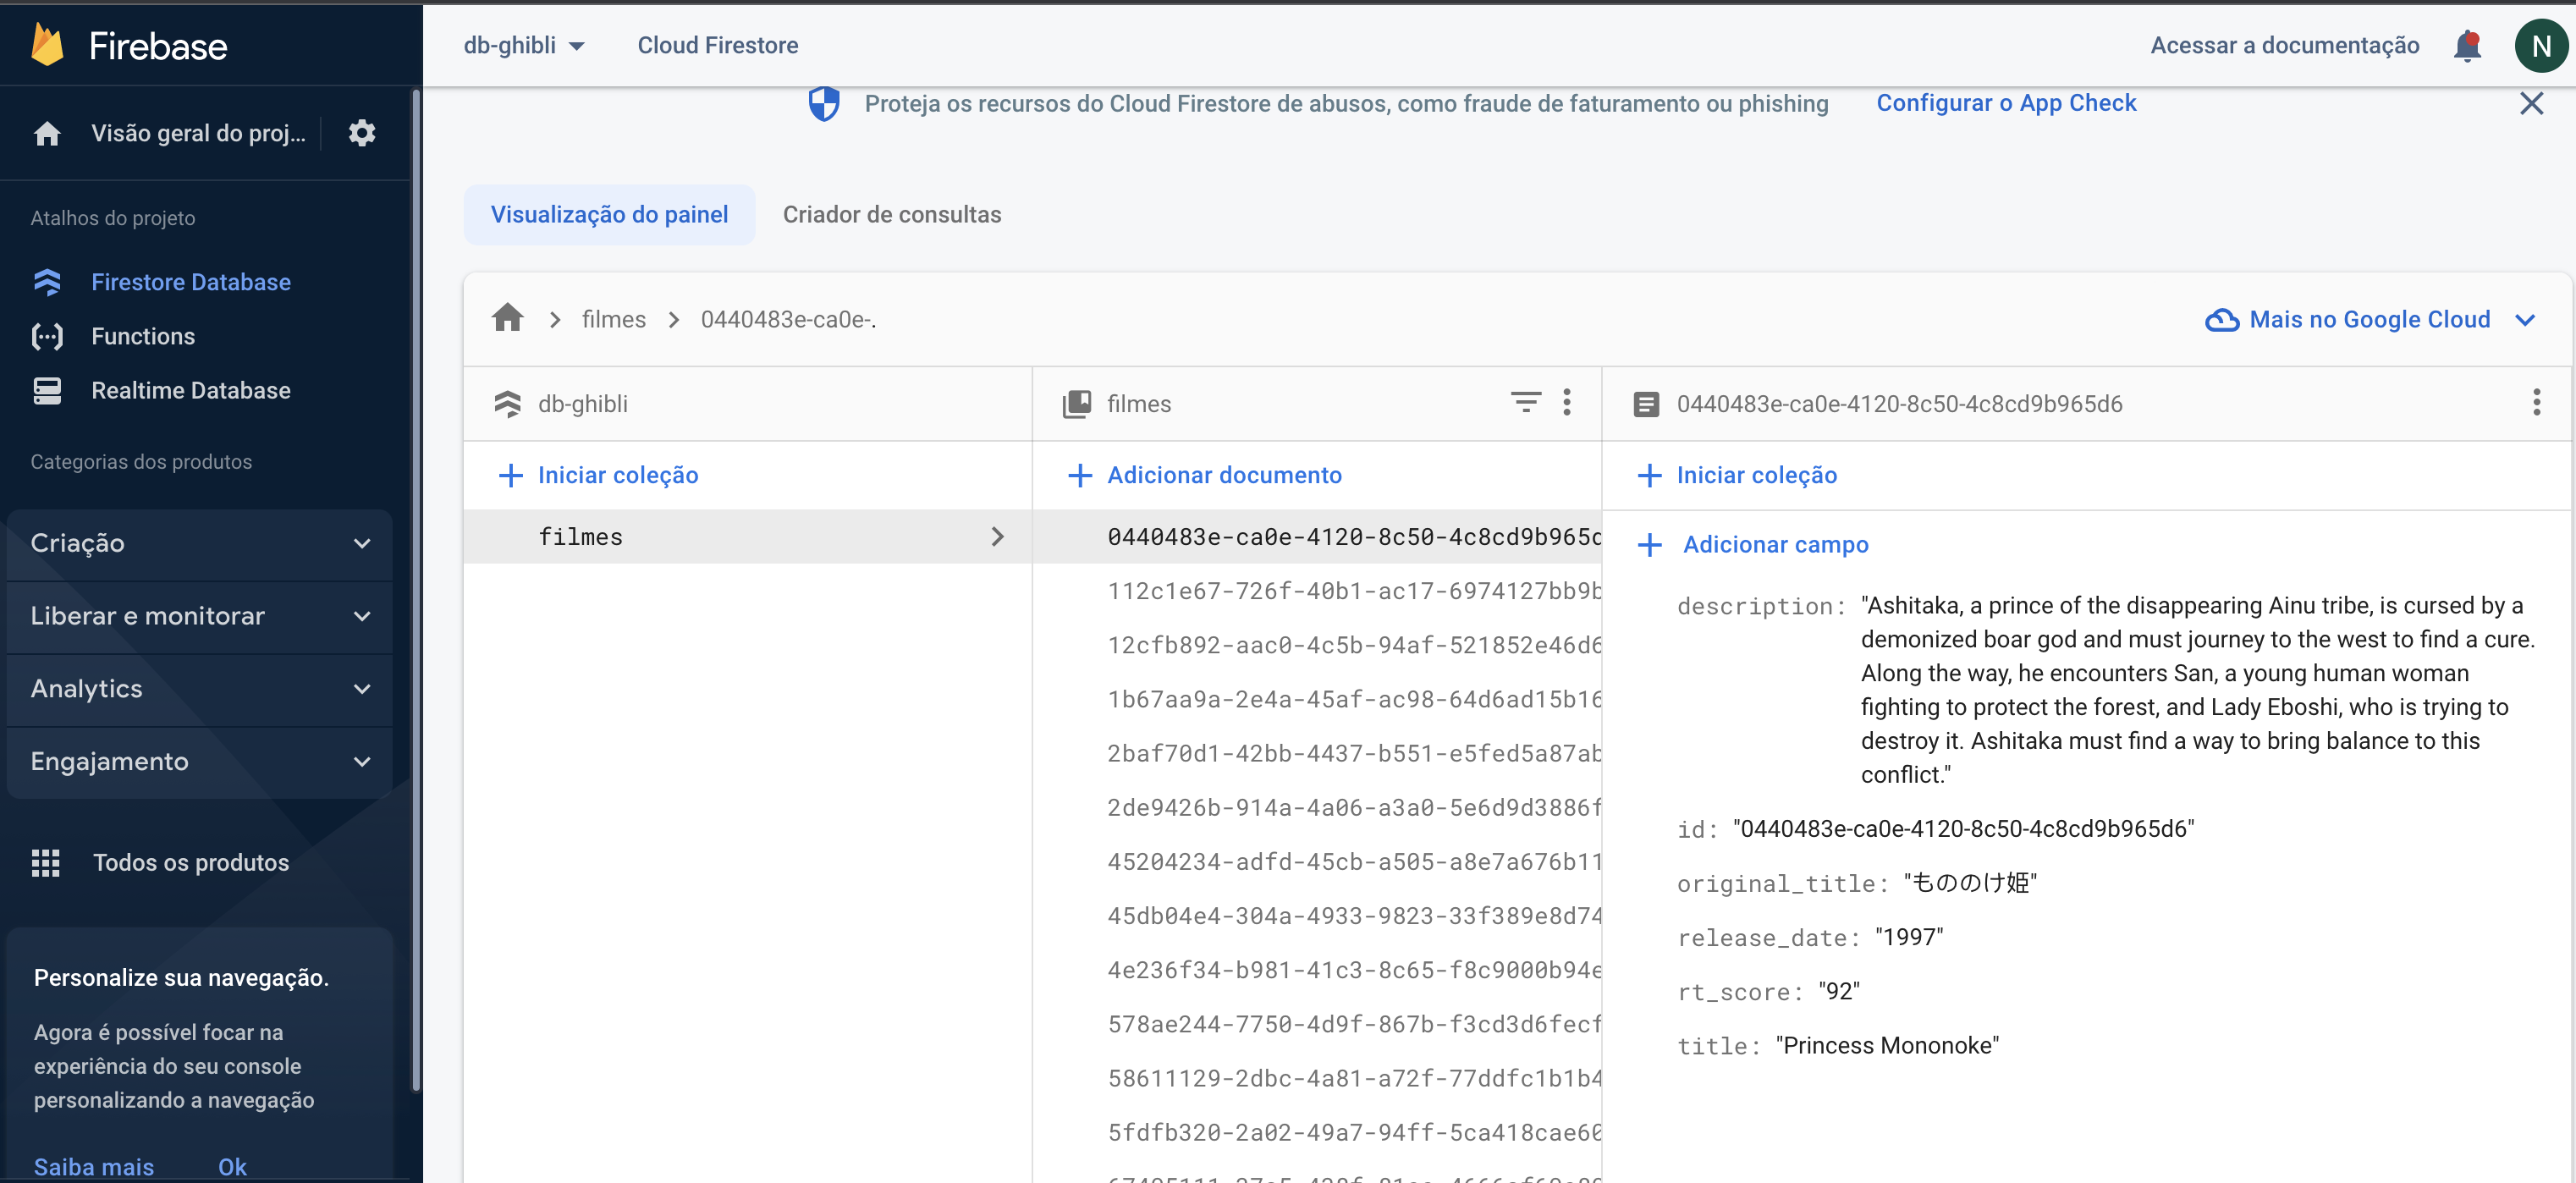 Firebase
db-ghibli
Cloud Firestore
Acessar a documentação
N
Visão geral do proj...
Proteja os recursos do Cloud Firestore de abusos, como fraude de faturamento ou phishing
Configurar o App Check
Atalhos do projeto
Firestore Database
Functions
Realtime Database
Categorias dos produtos
Criação
Liberar e monitorar
Analytics
Engajamento
Todos os produtos
Personalize sua navegação.
Agora é possível focar na
experiência do seu console
personalizando a navegação
Saiba mais
Ok
Visualização do painel
Criador de consultas
filmes
0440483e-ca0e-.
Mais no Google Cloud
db-ghibli
Iniciar coleção
filmes
filmes
Adicionar documento
0440483e-ca0e-4120-8c50-4c8cd9b965d
112c1e67-726f-40b1-ac17-6974127bb9b
12cfb892-aac0-4c5b-94af-521852e46d6
1b67aa9a-2e4a-45af-ac98-64d6ad15b16
2baf70d1-42bb-4437-b551-e5fed5a87ab
2de9426b-914a-4a06-a3a0-5e6d9d3886f
45204234-adfd-45cb-a505-a8e7a676b11
45db04e4-304a-4933-9823-33f389e8d74
4e236f34-b981-41c3-8c65-f8c9000b94e
578ae244-7750-4d9f-867b-f3cd3d6fecf
58611129-2dbc-4a81-a72f-77ddfc1b1b4
5fdfb320-2a02-49a7-94ff-5ca418cae60
0440483e-ca0e-4120-8c50-4c8cd9b965d6
Iniciar coleção
Adicionar campo
description: "Ashitaka, a prince of the disappearing Ainu tribe, is cursed by a
demonized boar god and must journey to the west to find a cure.
Along the way, he encounters San, a young human woman
fighting to protect the forest, and Lady Eboshi, who is trying to
destroy it. Ashitaka must find a way to bring balance to this
conflict."
id: "0440483e-ca0e-4120-8c50-4c8cd9b965d6"
original_title: "もののけ姫"
release_date: "1997"
rt_score: "92"
title: "Princess Mononoke"